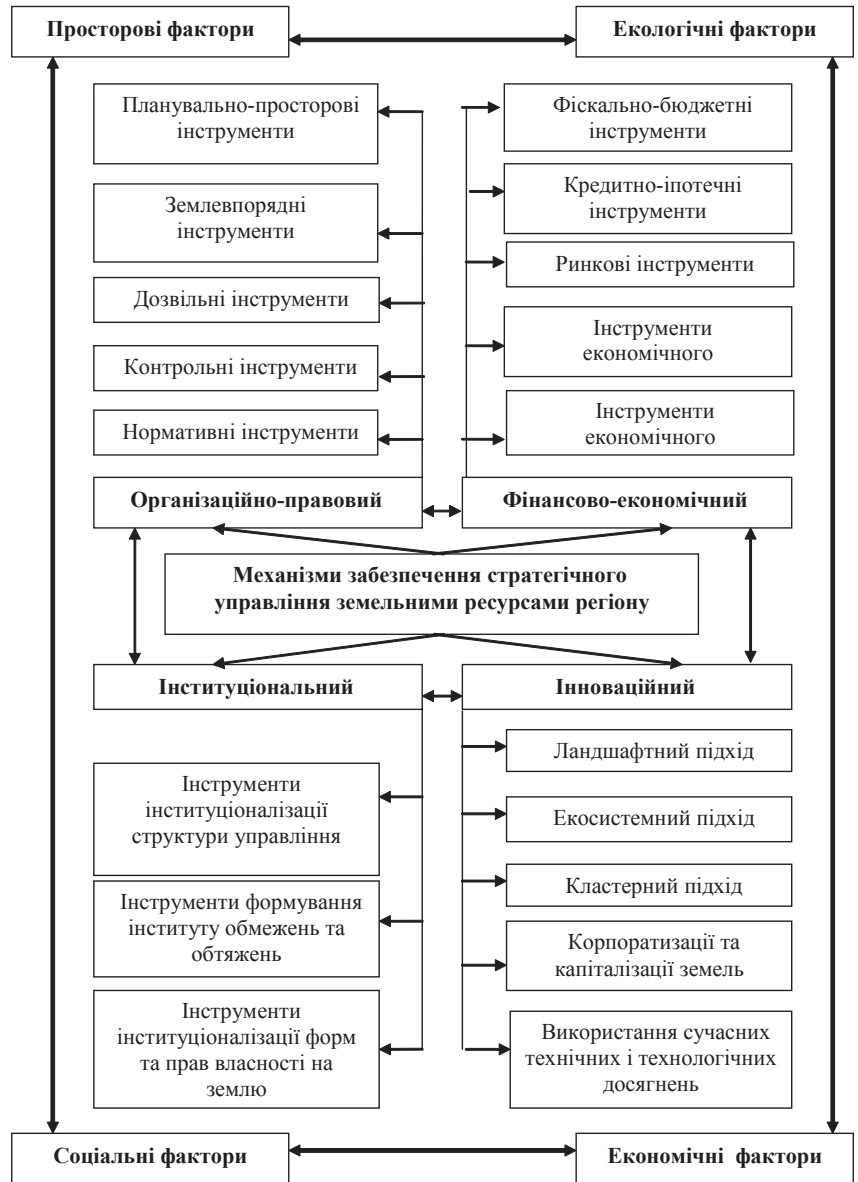 Просторові фактори
Екологічні фактори
Планувально-просторові
інструменти
Землевпорядні
інструменти
Дозвільні інструменти
Контрольні інструменти
Нормативні інструменти
Фіскально-бюджетні
інструменти
Кредитно-іпотечні
інструменти
Ринкові інструменти
Інструменти
економічного
Інструменти
економічного
Організаційно-правовий
Фінансово-економічний
Механізми забезпечення стратегічного
управління земельними ресурсами регіону
Інституціональний
Інноваційний
Інструменти
інституціоналізації
структури управління
Інструменти формування
інституту обмежень та
обтяжень
Інструменти
інституціоналізації форм
та прав власності на
землю
Ландшафтний підхід
Екосистемний підхід
Кластерний підхід
Корпоратизації та
капіталізації земель
Використання сучасних
технічних і технологічних
досягнень
Соціальні фактори
Економічні фактори